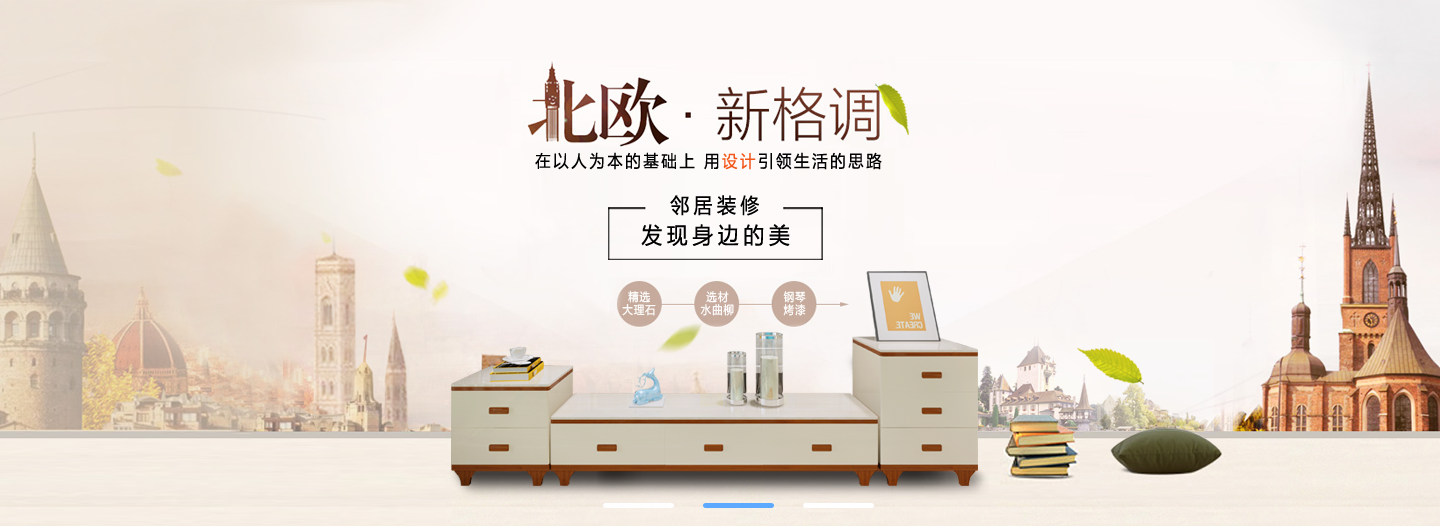 北欧·新格调
在以人为本的基础上 用设计引领生活的思路
邻居装修
发现身边的美
精选
大理石
选材
水曲柳
钢琴
烤漆
WE
CREATE